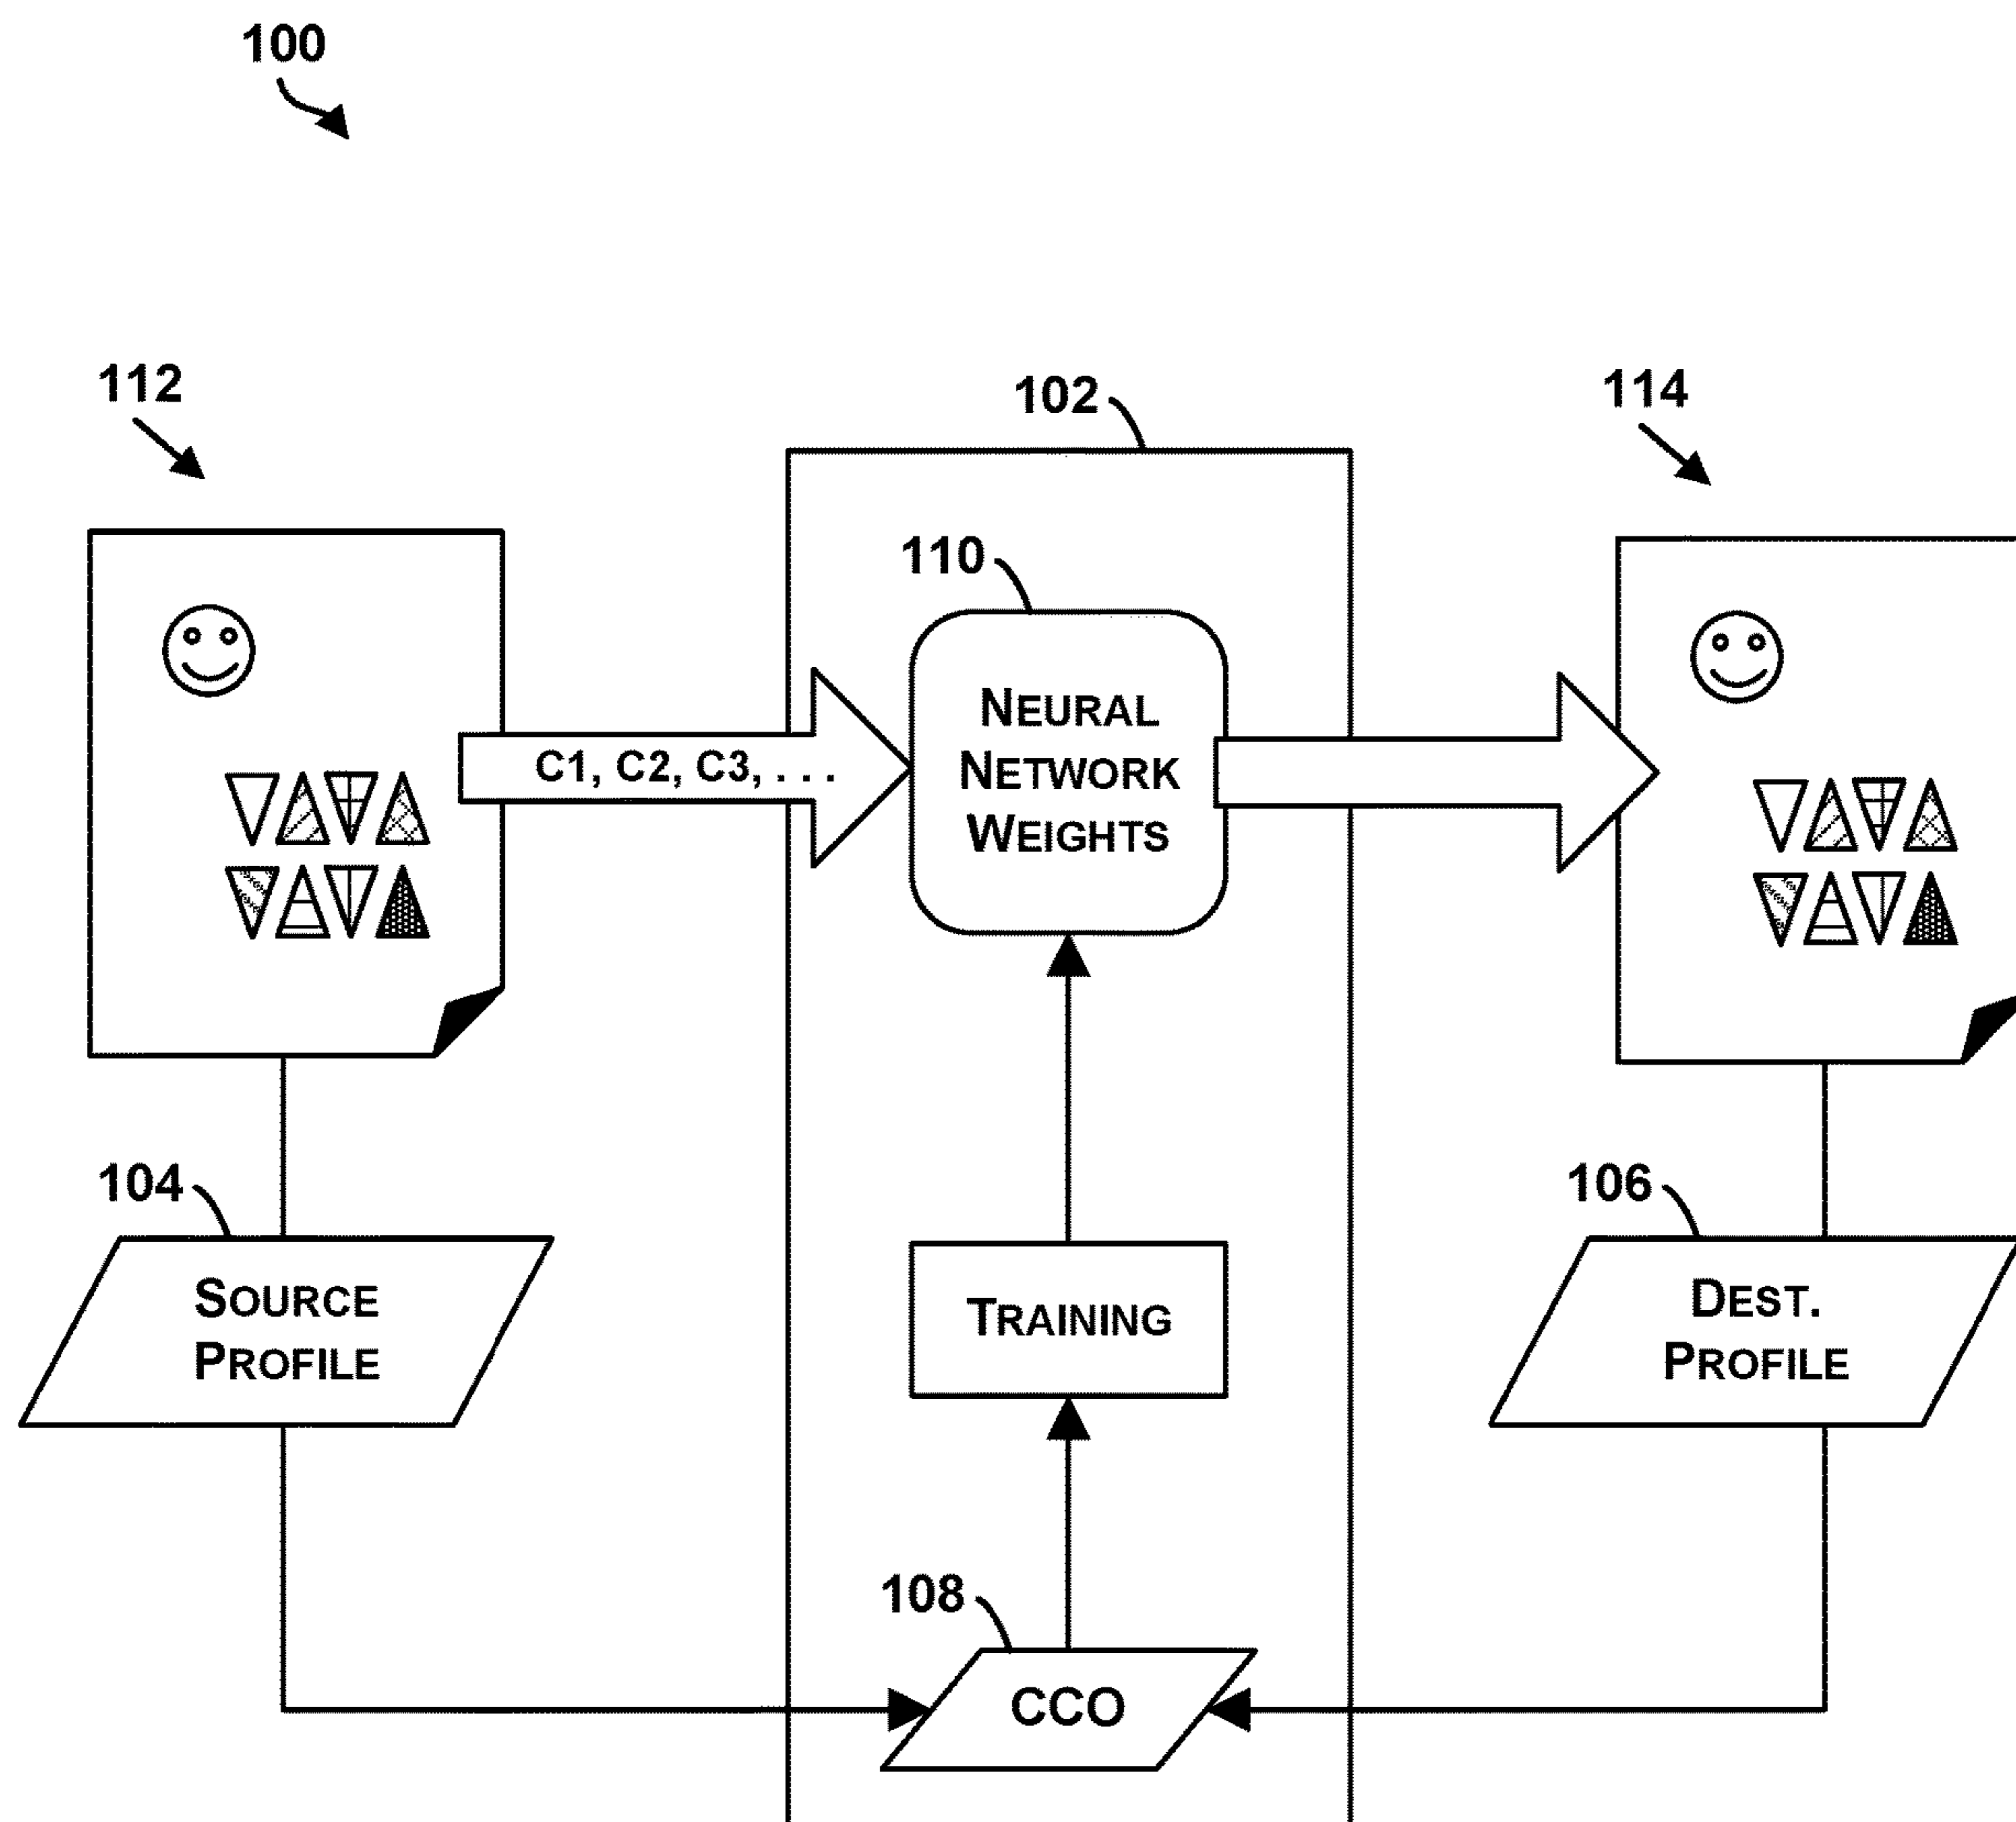 100
112
102
114
110
NEURAL
NETWORK
WEIGHTS
C1, C2, C3, . . .
104
106
SOURCE
PROFILE
TRAINING
DEST.
PROFILE
108
CCO